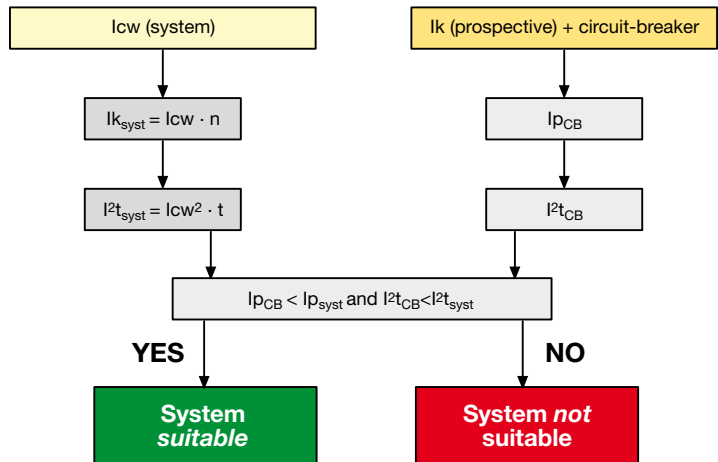 Icw (system)
Ik (prospective) + circuit-breaker
Ik_syst = Icw · n
Ip_CB
I²t_syst = Icw² · t
I²t_CB
Ip_CB < Ip_syst and I²t_CB<I²t_syst
YES
NO
System
suitable
System not
suitable